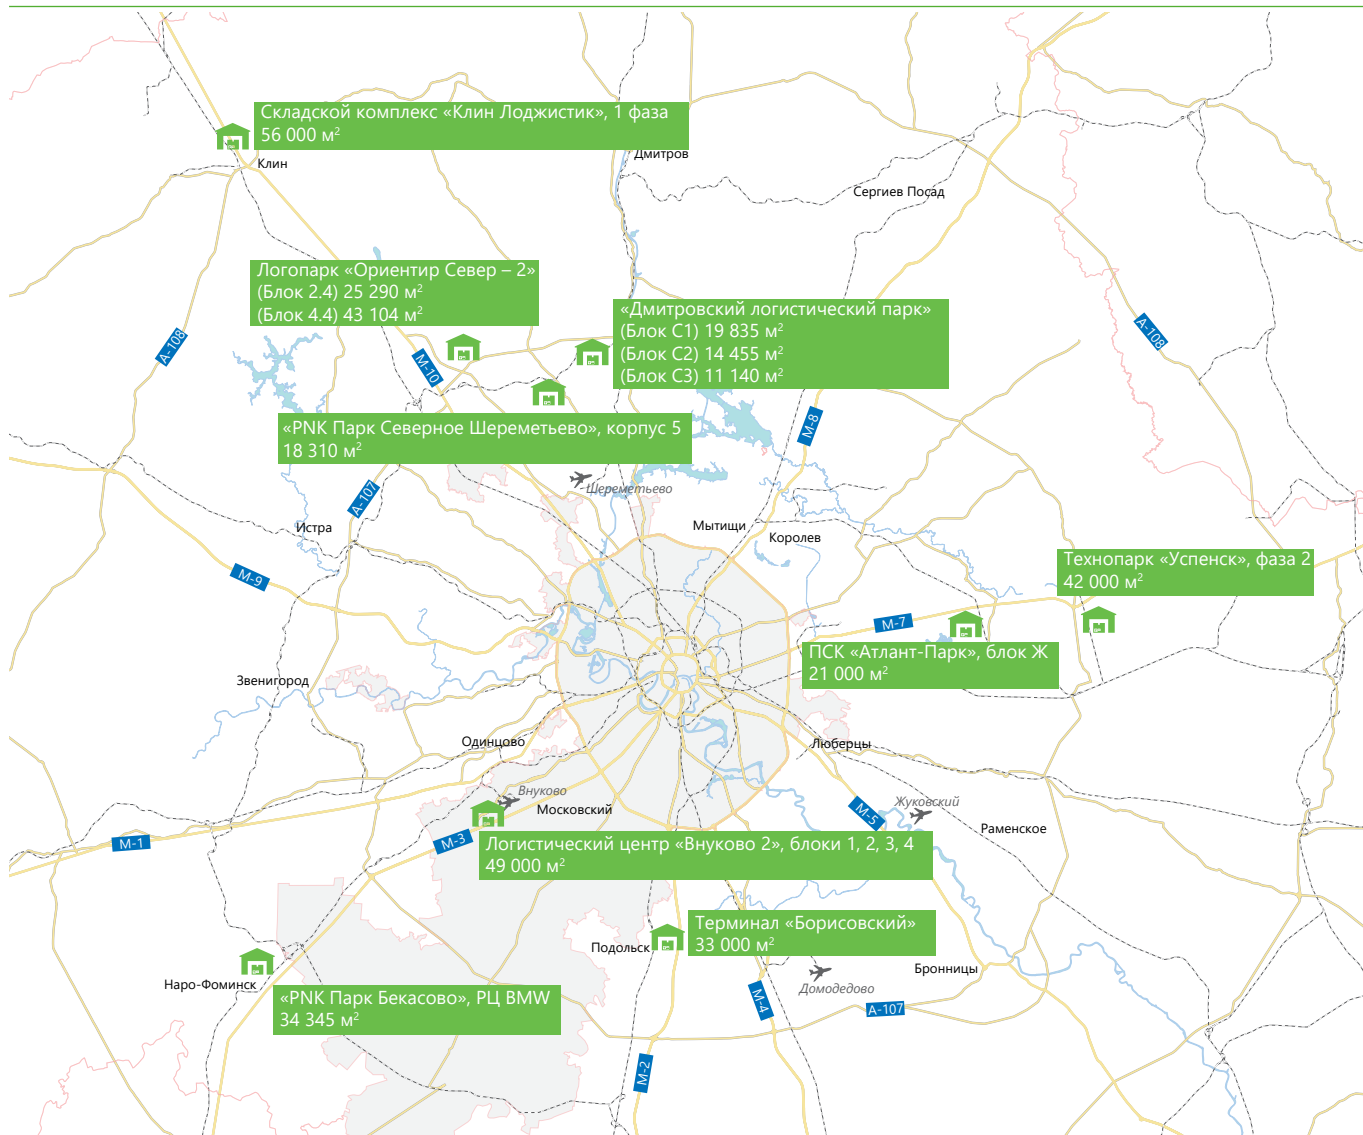 Складской комплекс «Клин Лоджистик», 1 фаза
56 000 м²
Клин
Дмитров
Сергиев Посад
Логопарк «Ориентир Север – 2»
(Блок 2.4) 25 290 м²
(Блок 4.4) 43 104 м²
«Дмитровский логистический парк»
(Блок С1) 19 835 м²
(Блок С2) 14 455 м²
(Блок С3) 11 140 м²
А-108
М-10
А-108
«PNK Парк Северное Шереметьево», корпус 5
18 310 м²
М-8
Шереметьево
А-107
Истра
Мытищи
Королев
Технопарк «Успенск», фаза 2
42 000 м²
М-9
М-7
ПСК «Атлант-Парк», блок Ж
21 000 м²
Звенигород
Одинцово
Люберцы
Внуково
Московский
Жуковский
М-5
Раменское
М-1
М-3
Логистический центр «Внуково 2», блоки 1, 2, 3, 4
49 000 м²
Терминал «Борисовский»
33 000 м²
Подольск
Бронницы
Домодедово
Наро-Фоминск
«PNK Парк Бекасово», РЦ BMW
34 345 м²
М-4
А-107
М-2